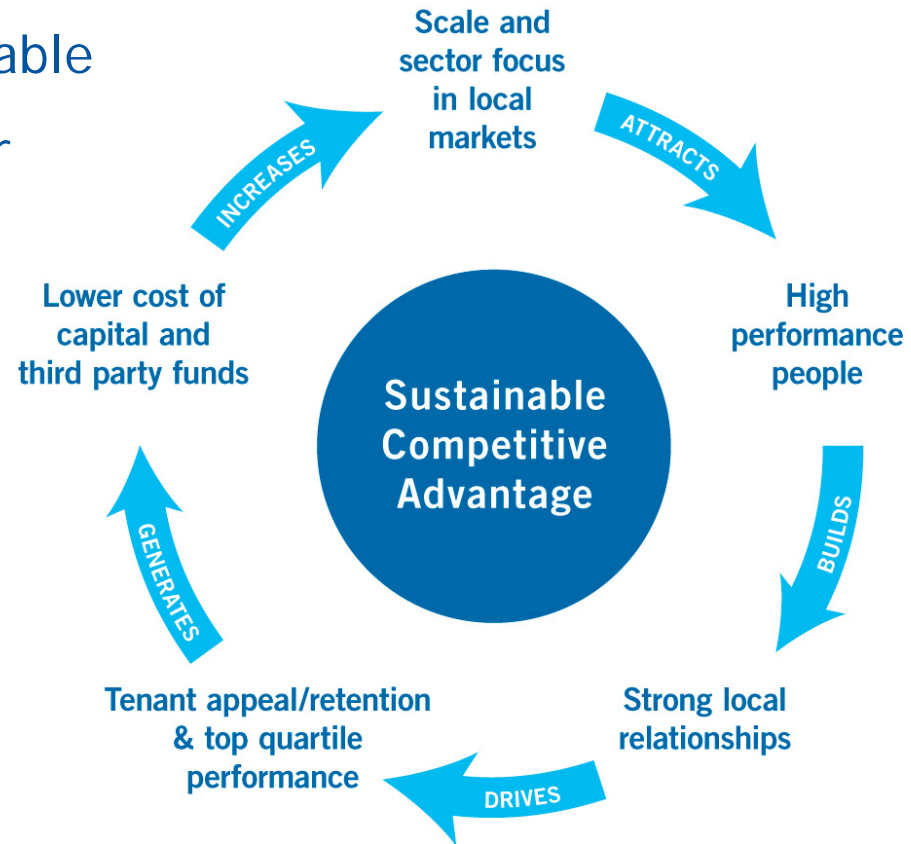 able
Scale and
sector focus
in local
markets
ATTRACTS
High
performance
people
BUILDS
Strong local
relationships
DRIVES
Tenant appeal/retention
& top quartile
performance
GENERATES
Lower cost of
capital and
third party funds
INCREASES
Sustainable
Competitive
Advantage